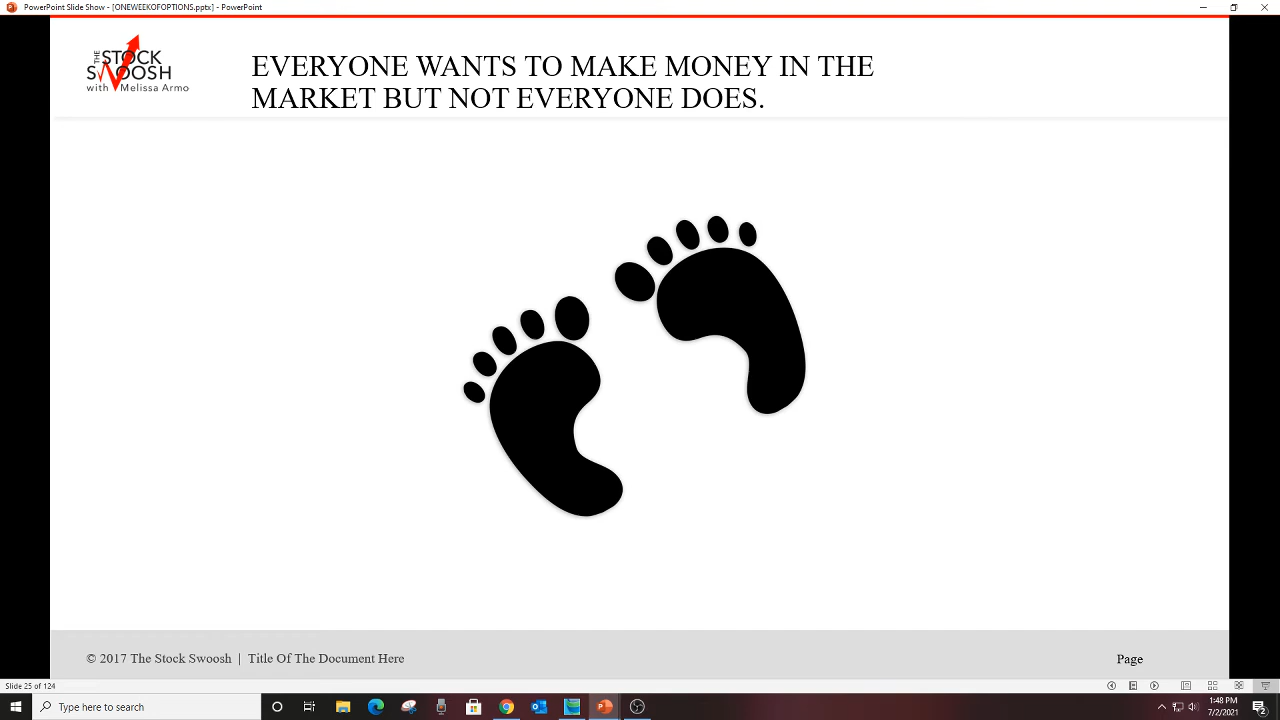 PowerPoint Slide Show - [ONEWEEKOFOPTIONS.pptx] - PowerPoint
THE STOCK
SWOOSH
with Melissa Armo
EVERYONE WANTS TO MAKE MONEY IN THE
MARKET BUT NOT EVERYONE DOES.
© 2017 The Stock Swoosh | Title Of The Document Here
Page
Slide 25 of 124
Type here to search
1:48 PM
7/2/2021
2